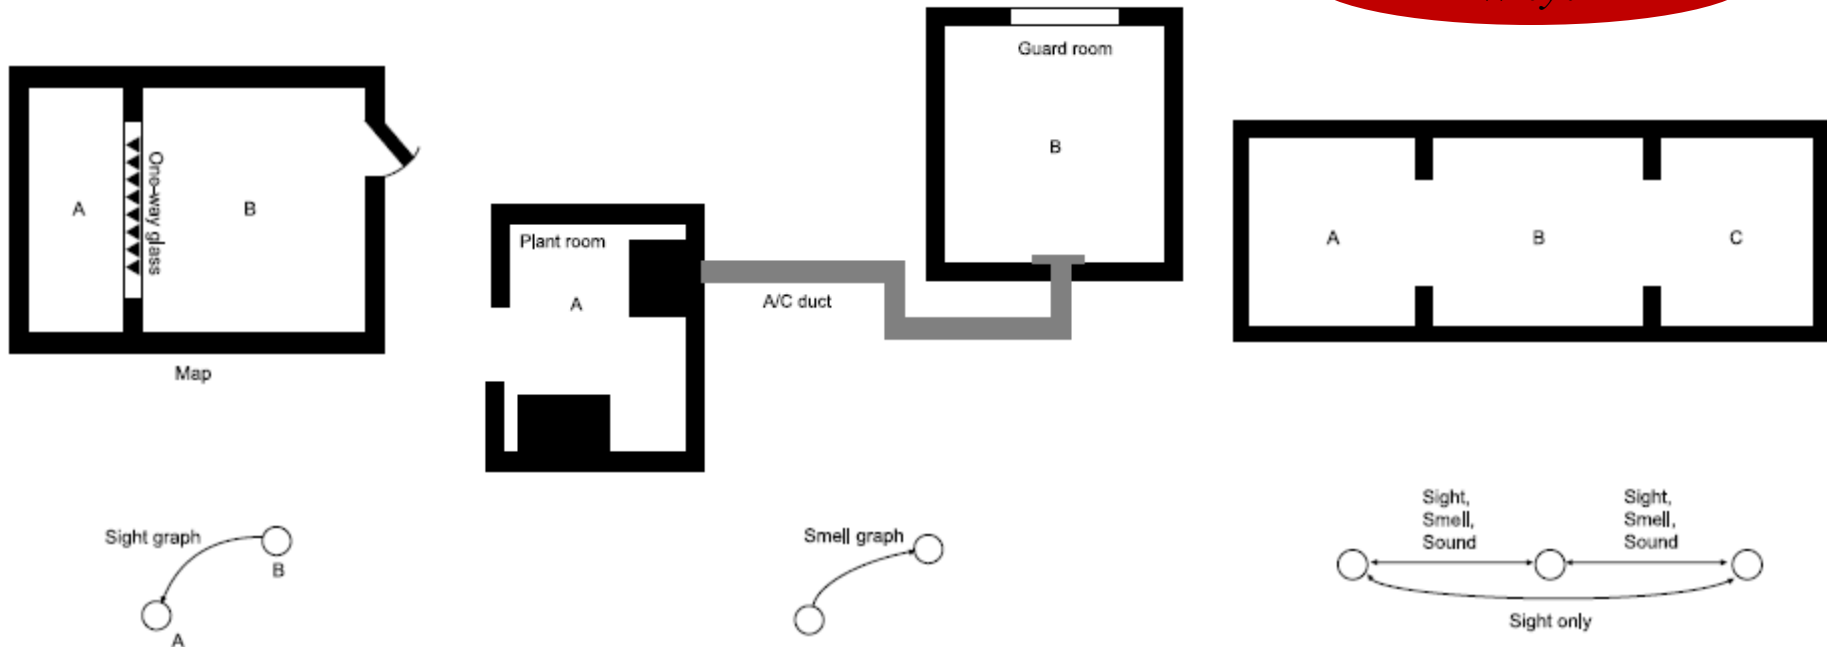 A
One-way glass
B
Map
Plant room
A
A/C duct
Guard room
B
A
B
C
Sight graph
B
A
Smell graph
Sight,
Smell,
Sound
Sight,
Smell,
Sound
Sight only